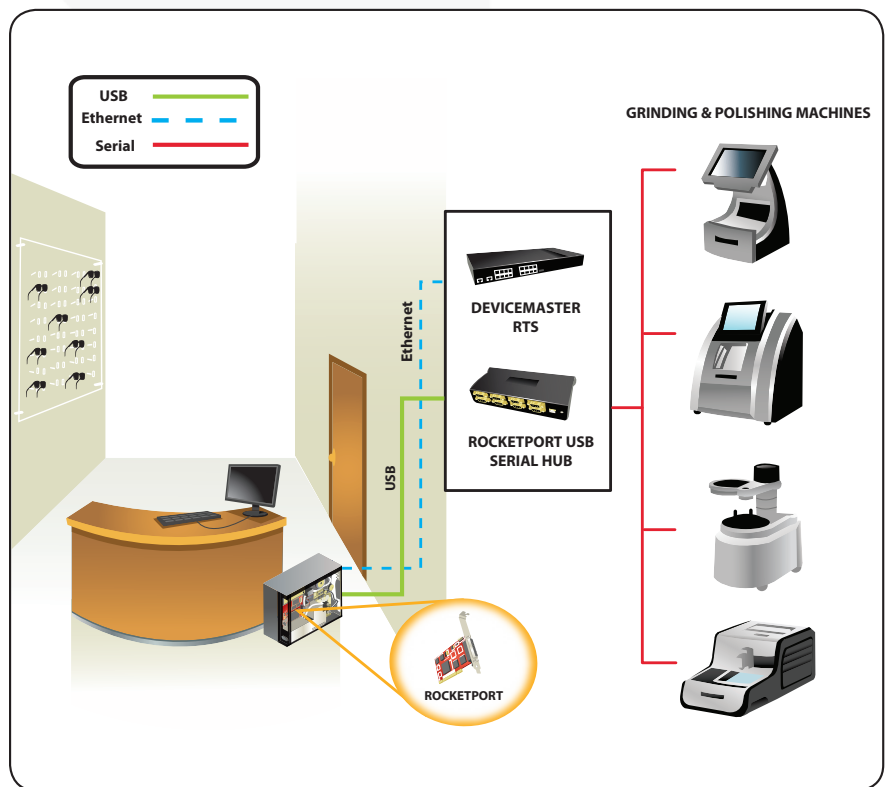 USB
Ethernet
Serial
GRINDING & POLISHING MACHINES
DEVICEMASTER
RTS
Ethernet
ROCKETPORT USB
SERIAL HUB
USB
ROCKETPORT